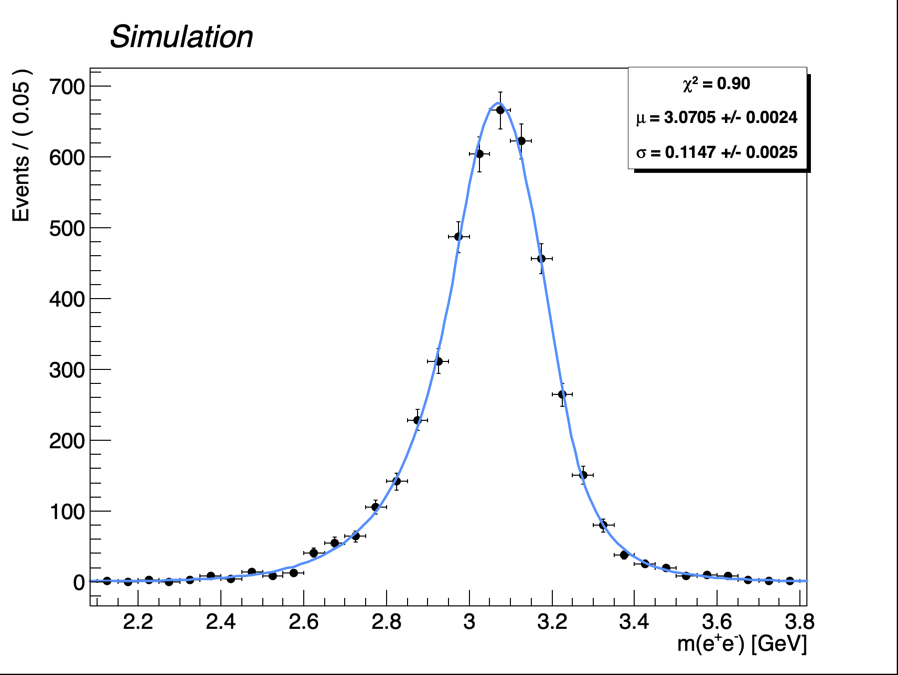 Simulation
Events / ( 0.05 )
700
600
500
400
300
200
100
0
χ² = 0.90
μ = 3.0705 +/- 0.0024
σ = 0.1147 +/- 0.0025
2.2 2.4 2.6 2.8 3 3.2 3.4 3.6 3.8
m(e⁺e⁻) [GeV]